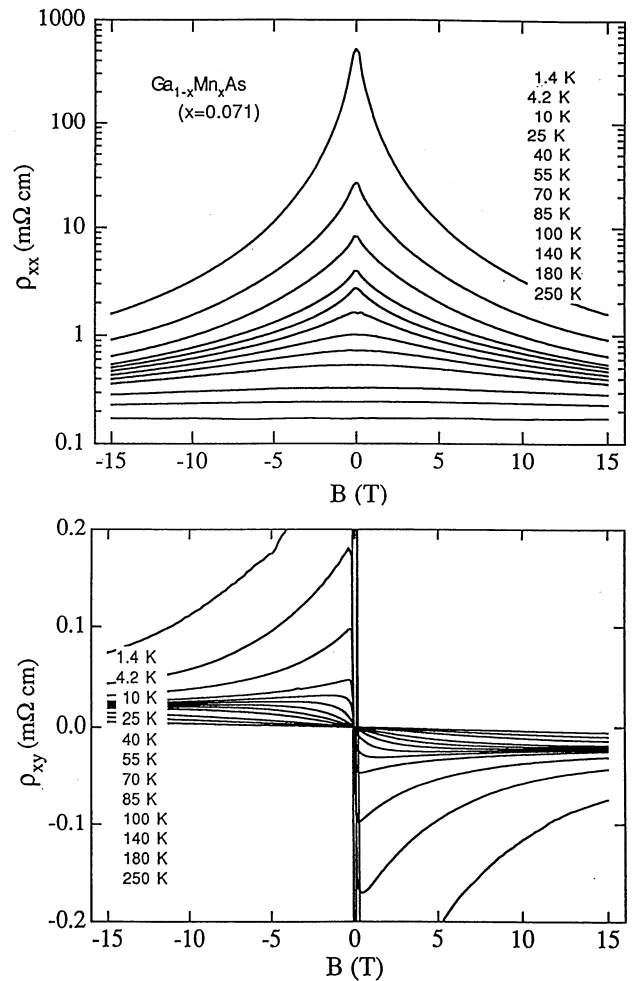 1000
100
10
1
0.1
ρxx (mΩ cm)
Ga1-xMnxAs
(x=0.071)
1.4 K
4.2 K
10 K
25 K
40 K
55 K
70 K
85 K
100 K
140 K
180 K
250 K
-15 -10 -5 0 5 10 15
B (T)
0.2
0.1
0.0
-0.1
-0.2
ρxy (mΩ cm)
1.4 K
4.2 K
10 K
25 K
40 K
55 K
70 K
85 K
100 K
140 K
180 K
250 K
-15 -10 -5 0 5 10 15
B (T)